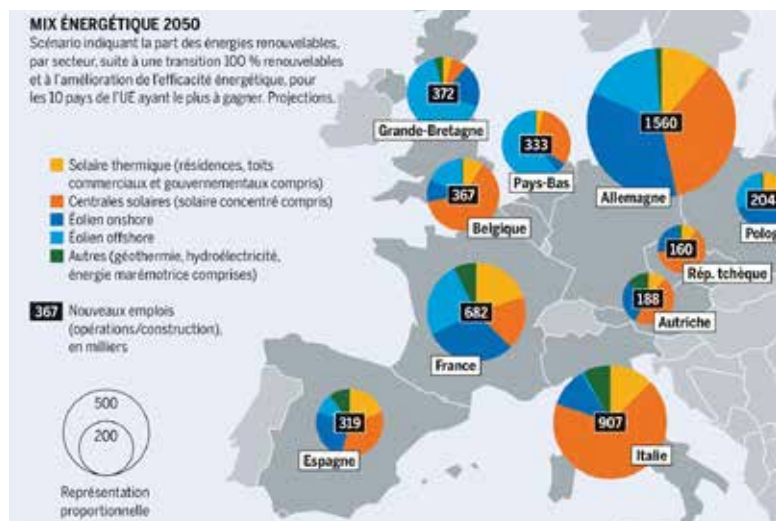 MIX ÉNERGÉTIQUE 2050
Scénario indiquant la part des énergies renouvelables,
par secteur, suite à une transition 100 % renouvelables
et à l'amélioration de l'efficacité énergétique, pour
les 10 pays de l'UE ayant le plus à gagner. Projections.
Solaire thermique (résidences, toits
commerciaux et gouvernementaux compris)
Centrales solaires (solaire concentré compris)
Éolien onshore
Éolien offshore
Autres (géothermie, hydroélectricité,
énergie marémotrice comprises)
367 Nouveaux emplois
(opérations/construction),
en milliers
500
200
Représentation
proportionnelle
372
Grande-Bretagne
333
Pays-Bas
1560
Allemagne
367
Belgique
204
Polog
160
Rép. tchèque
188
Autriche
682
France
319
Espagne
907
Italie